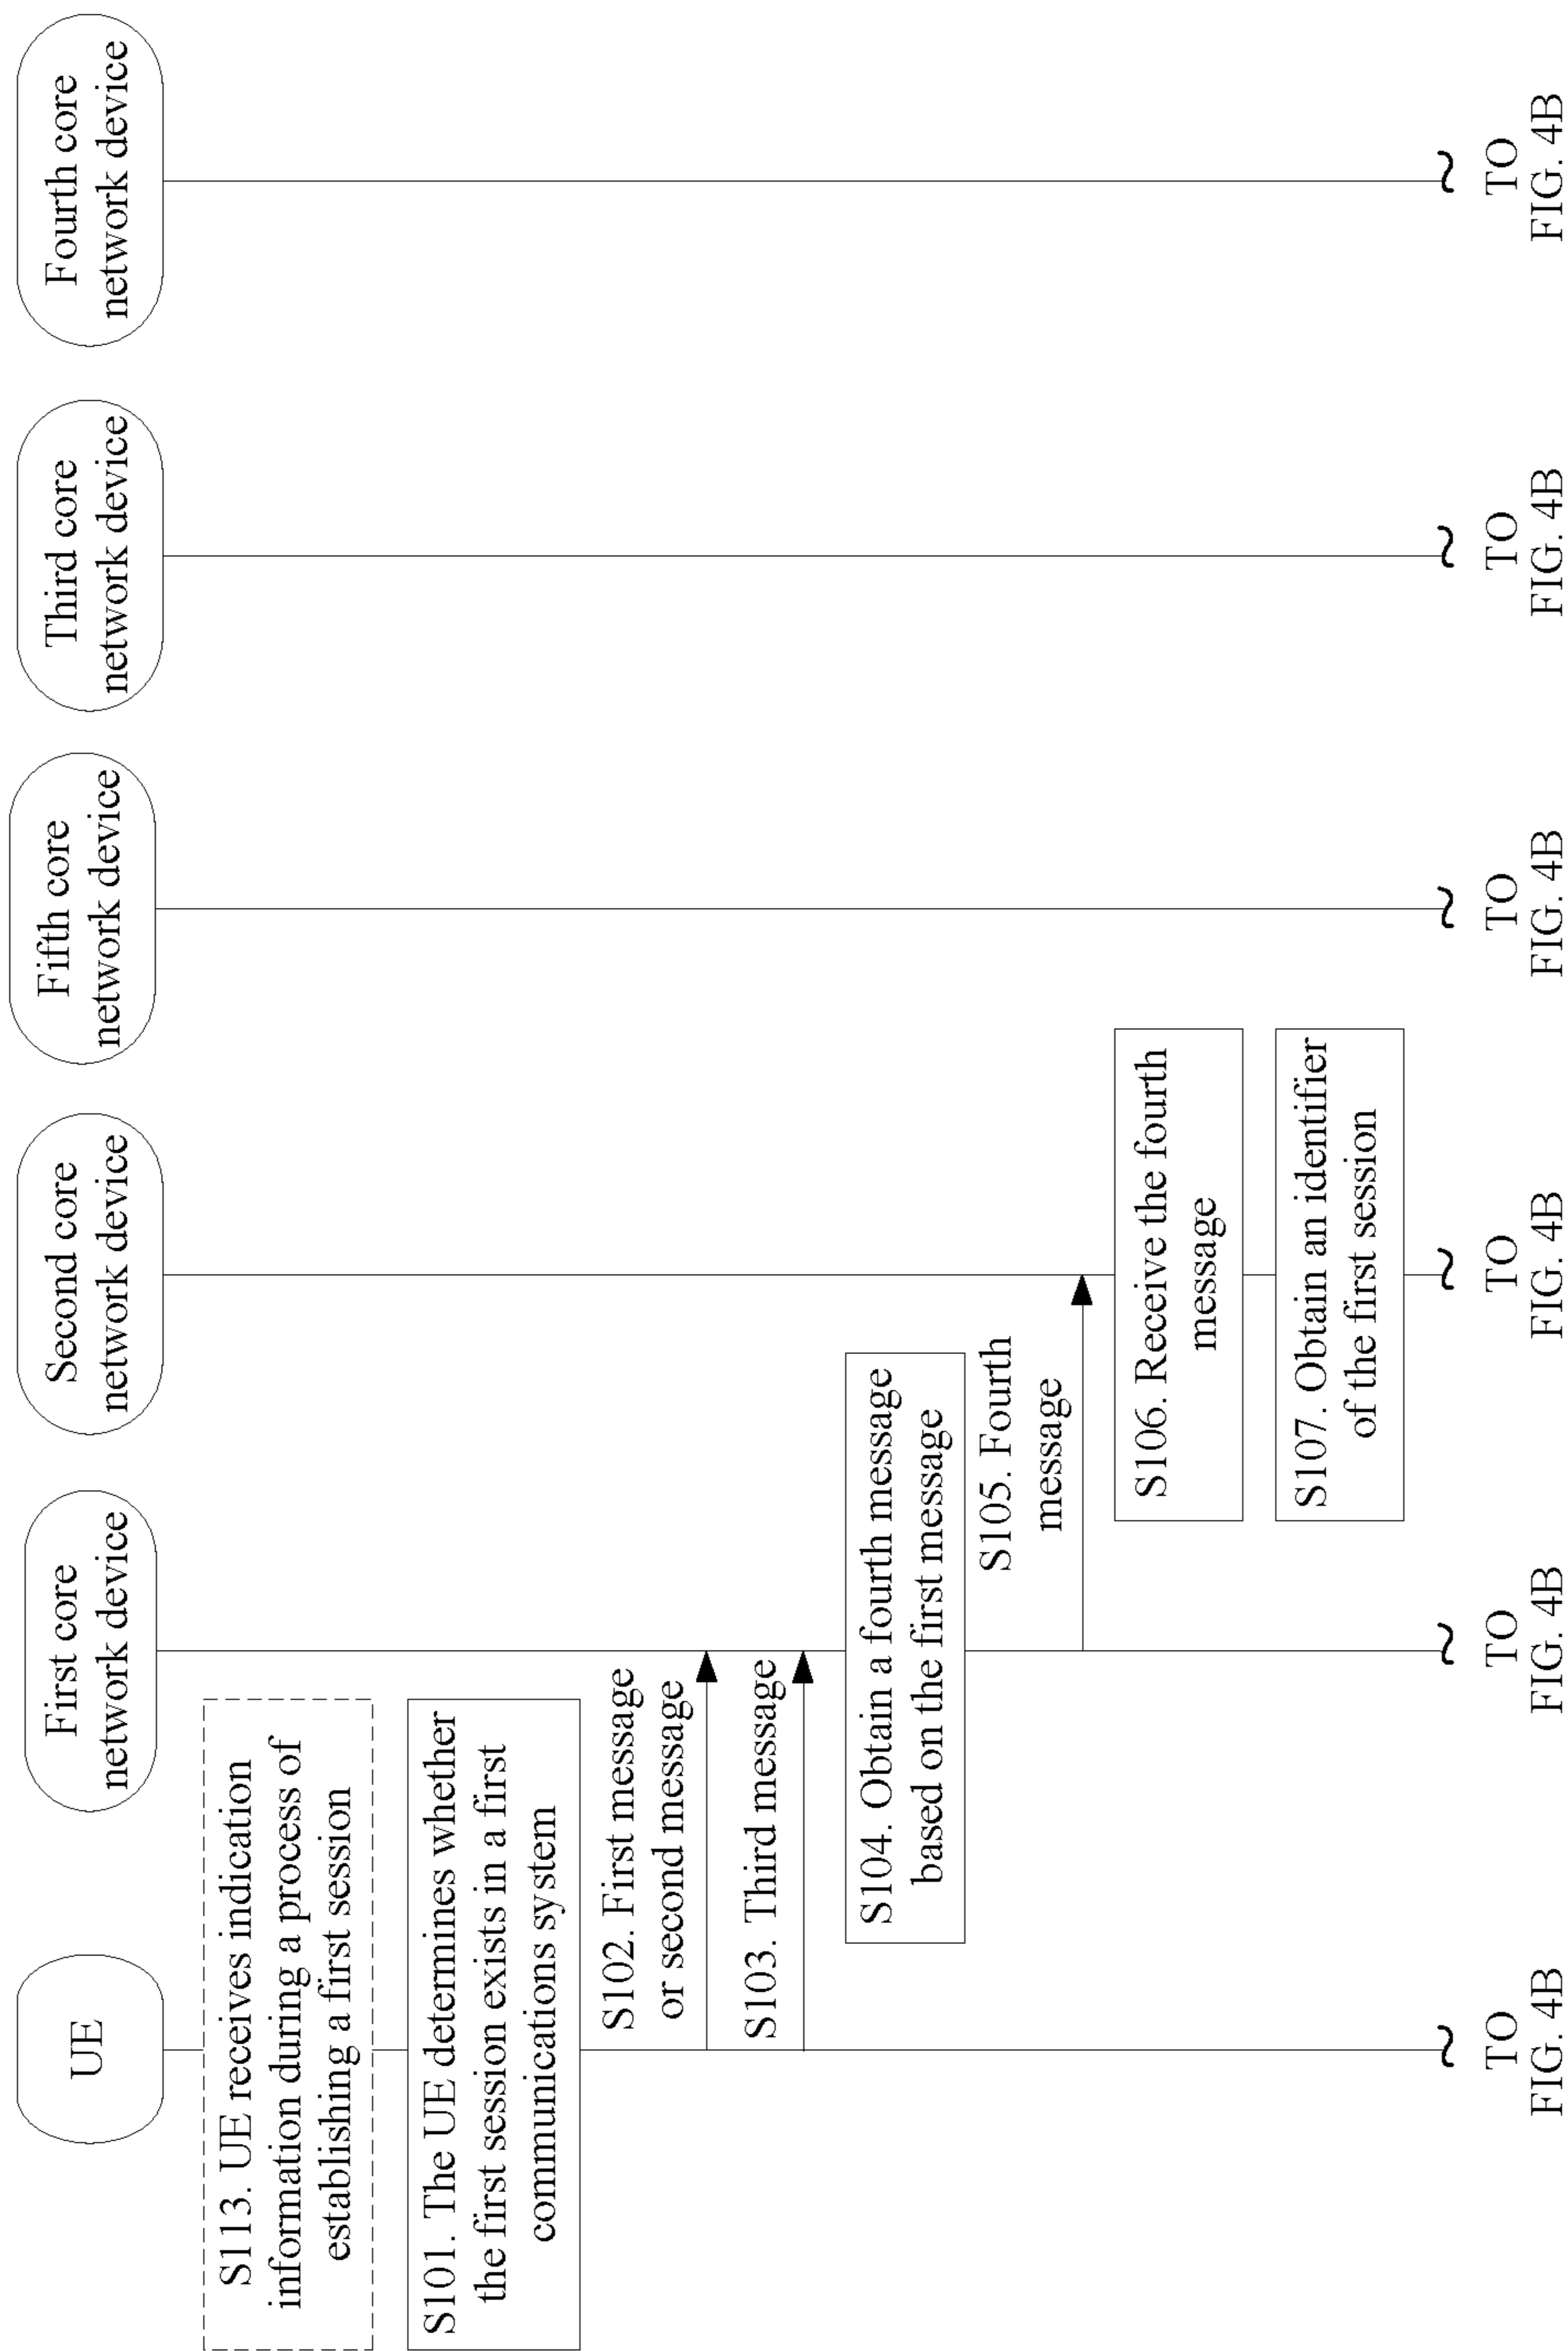 UE
First core
network device
Second core
network device
Fifth core
network device
Third core
network device
Fourth core
network device
S113. UE receives indication
information during a process of
establishing a first session
S101. The UE determines whether
the first session exists in a first
communications system
S102. First message
or second message
S103. Third message
S104. Obtain a fourth message
based on the first message
S105. Fourth
message
S106. Receive the fourth
message
S107. Obtain an identifier
of the first session
TO
FIG. 4B
TO
FIG. 4B
TO
FIG. 4B
TO
FIG. 4B
TO
FIG. 4B
TO
FIG. 4B